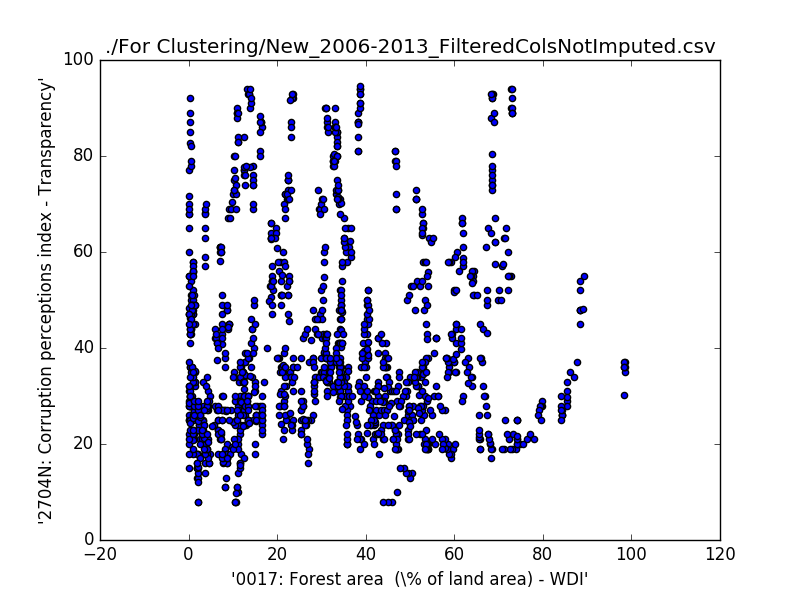 ./For Clustering/New_2006-2013_FilteredColsNotImputed.csv
100
80
60
40
20
0
'2704N: Corruption perceptions index - Transparency'
−20 0 20 40 60 80 100 120
'0017: Forest area  (\% of land area) - WDI'